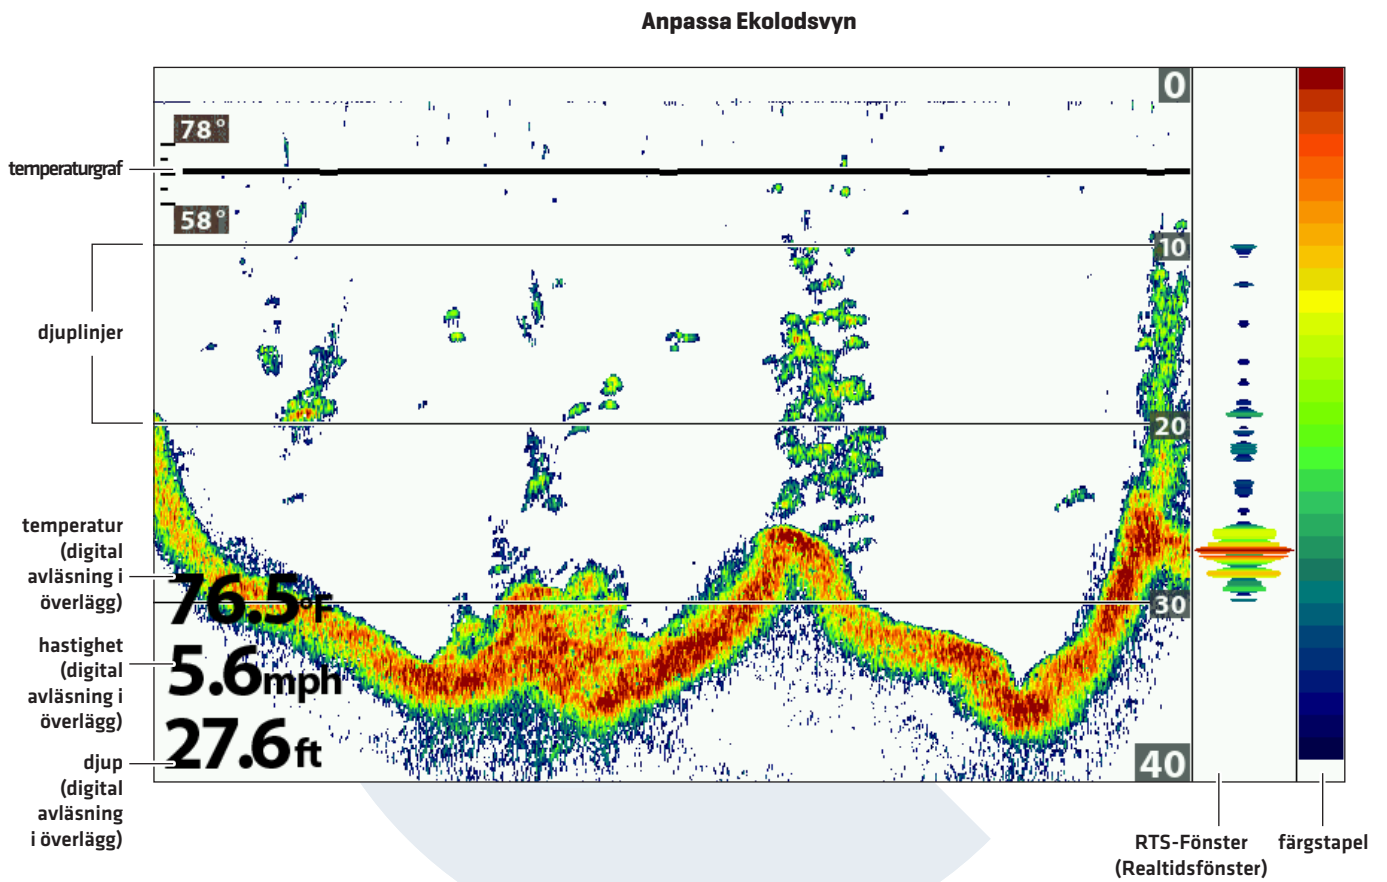 Anpassa Ekolodsvyn
0
78°
temperaturgraf
58°
10
djuplinjer
20
temperatur
(digital
avläsning i
överlägg)
76.5°F
30
hastighet
(digital
avläsning i
överlägg)
5.6mph
27.6ft
djup
(digital
avläsning
i överlägg)
40
RTS-Fönster
(Realtidsfönster)
färgstapel